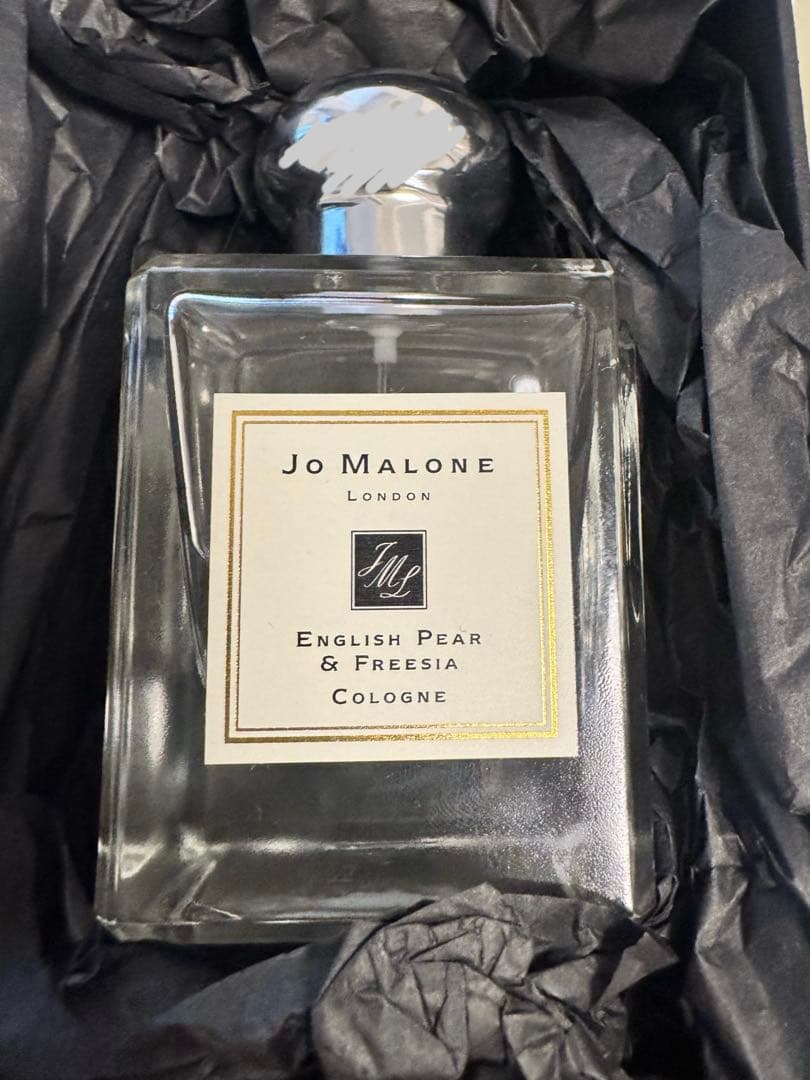 Jo Malone
London
JML
English Pear
& Freesia
Cologne